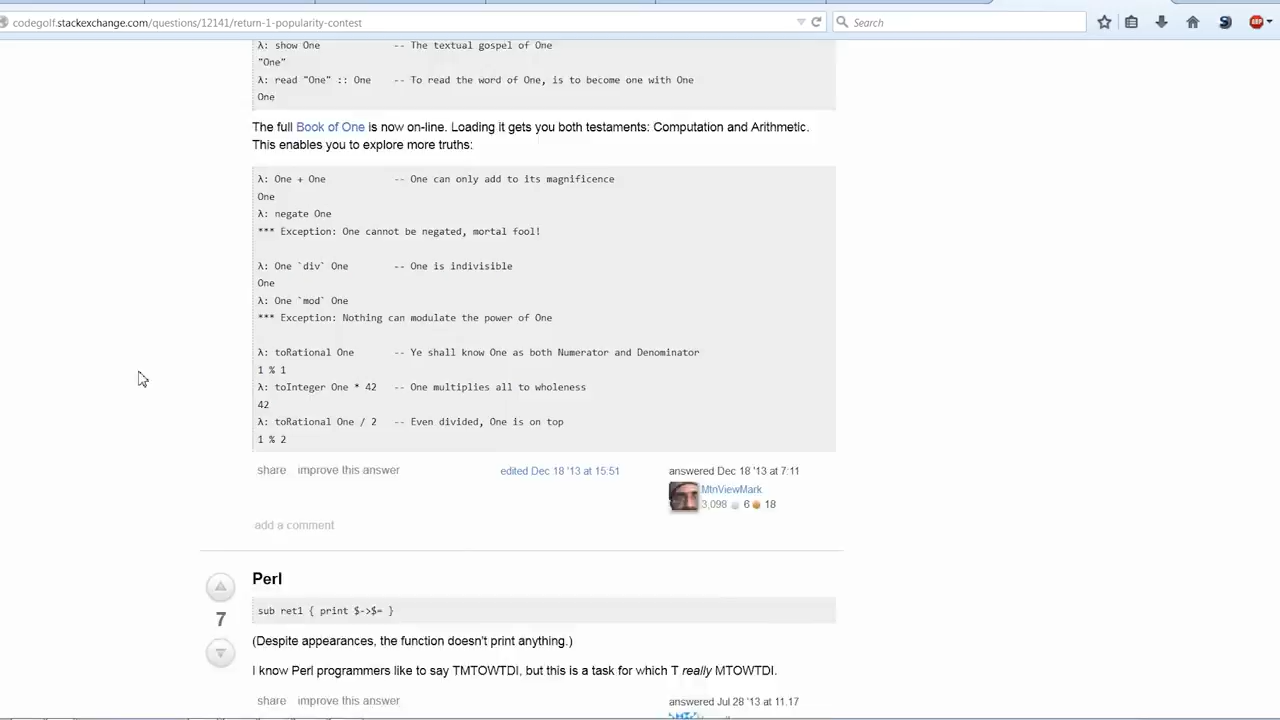 codegolf.stackexchange.com/questions/12141/return-1-popularity-contest
Search
λ: show One -- The textual gospel of One
"One"
λ: read "One" :: One -- To read the word of One, is to become one with One
One
The full Book of One is now on-line. Loading it gets you both testaments: Computation and Arithmetic.
This enables you to explore more truths:
λ: One + One -- One can only add to its magnificence
One
λ: negate One
*** Exception: One cannot be negated, mortal fool!
λ: One `div` One -- One is indivisible
One
λ: One `mod` One
*** Exception: Nothing can modulate the power of One
λ: toRational One -- Ye shall know One as both Numerator and Denominator
1 % 1
λ: toInteger One * 42 -- One multiplies all to wholeness
42
λ: toRational One / 2 -- Even divided, One is on top
1 % 2
share improve this answer edited Dec 18 '13 at 15:51 answered Dec 18 '13 at 7:11
MtnViewMark
3,098 6 18
add a comment
Perl
7
sub ret1 { print $->$= }
(Despite appearances, the function doesn't print anything.)
I know Perl programmers like to say TMTOWTDI, but this is a task for which T really MTOWTDI.
share improve this answer answered Jul 28 '13 at 11:17